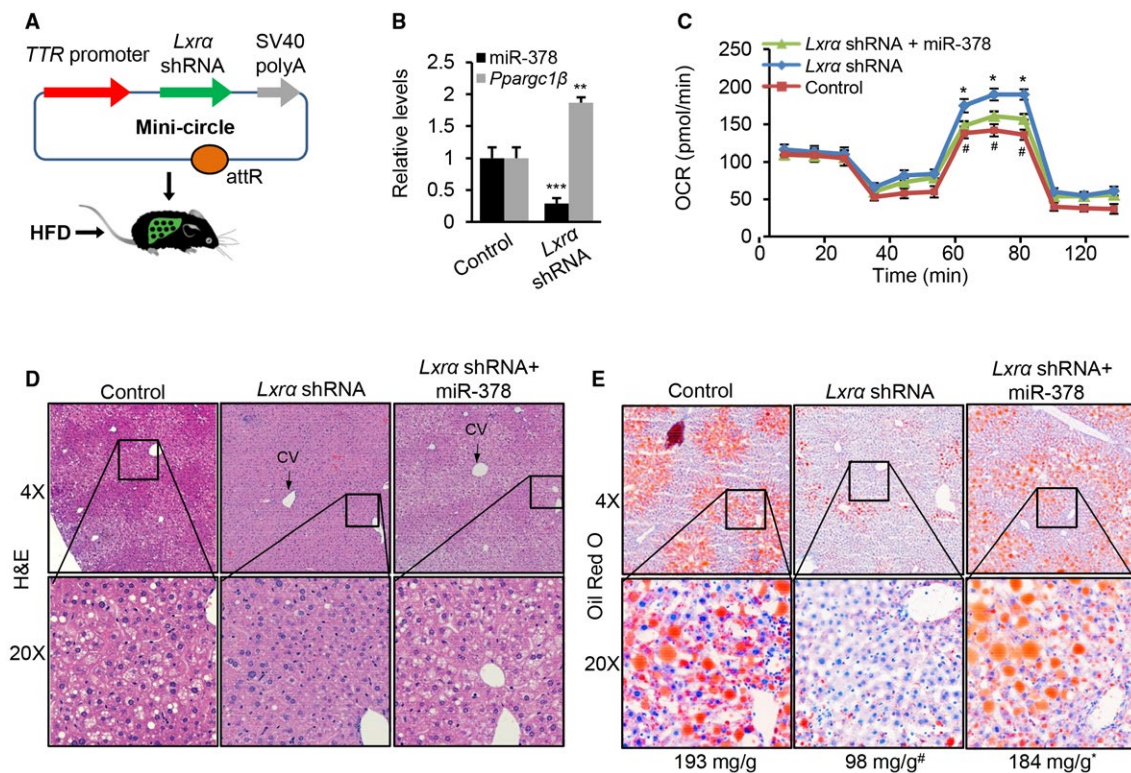 A
TTR promoter
Lxrα
shRNA
SV40
polyA
Mini-circle
attR
HFD
B
miR-378
Ppargc1β
Relative levels
2.5
2
1.5
1
0.5
0
***
**
Control
Lxrα
shRNA
C
Lxrα shRNA + miR-378
Lxrα shRNA
Control
OCR (pmol/min)
250
200
150
100
50
0
* * *
# # #
0 20 40 60 80 100 120
Time (min)
D
Control
Lxrα shRNA
Lxrα shRNA+
miR-378
H&E
4X
CV
CV
20X
E
Control
Lxrα shRNA
Lxrα shRNA+
miR-378
Oil Red O
4X
20X
193 mg/g
98 mg/g#
184 mg/g*